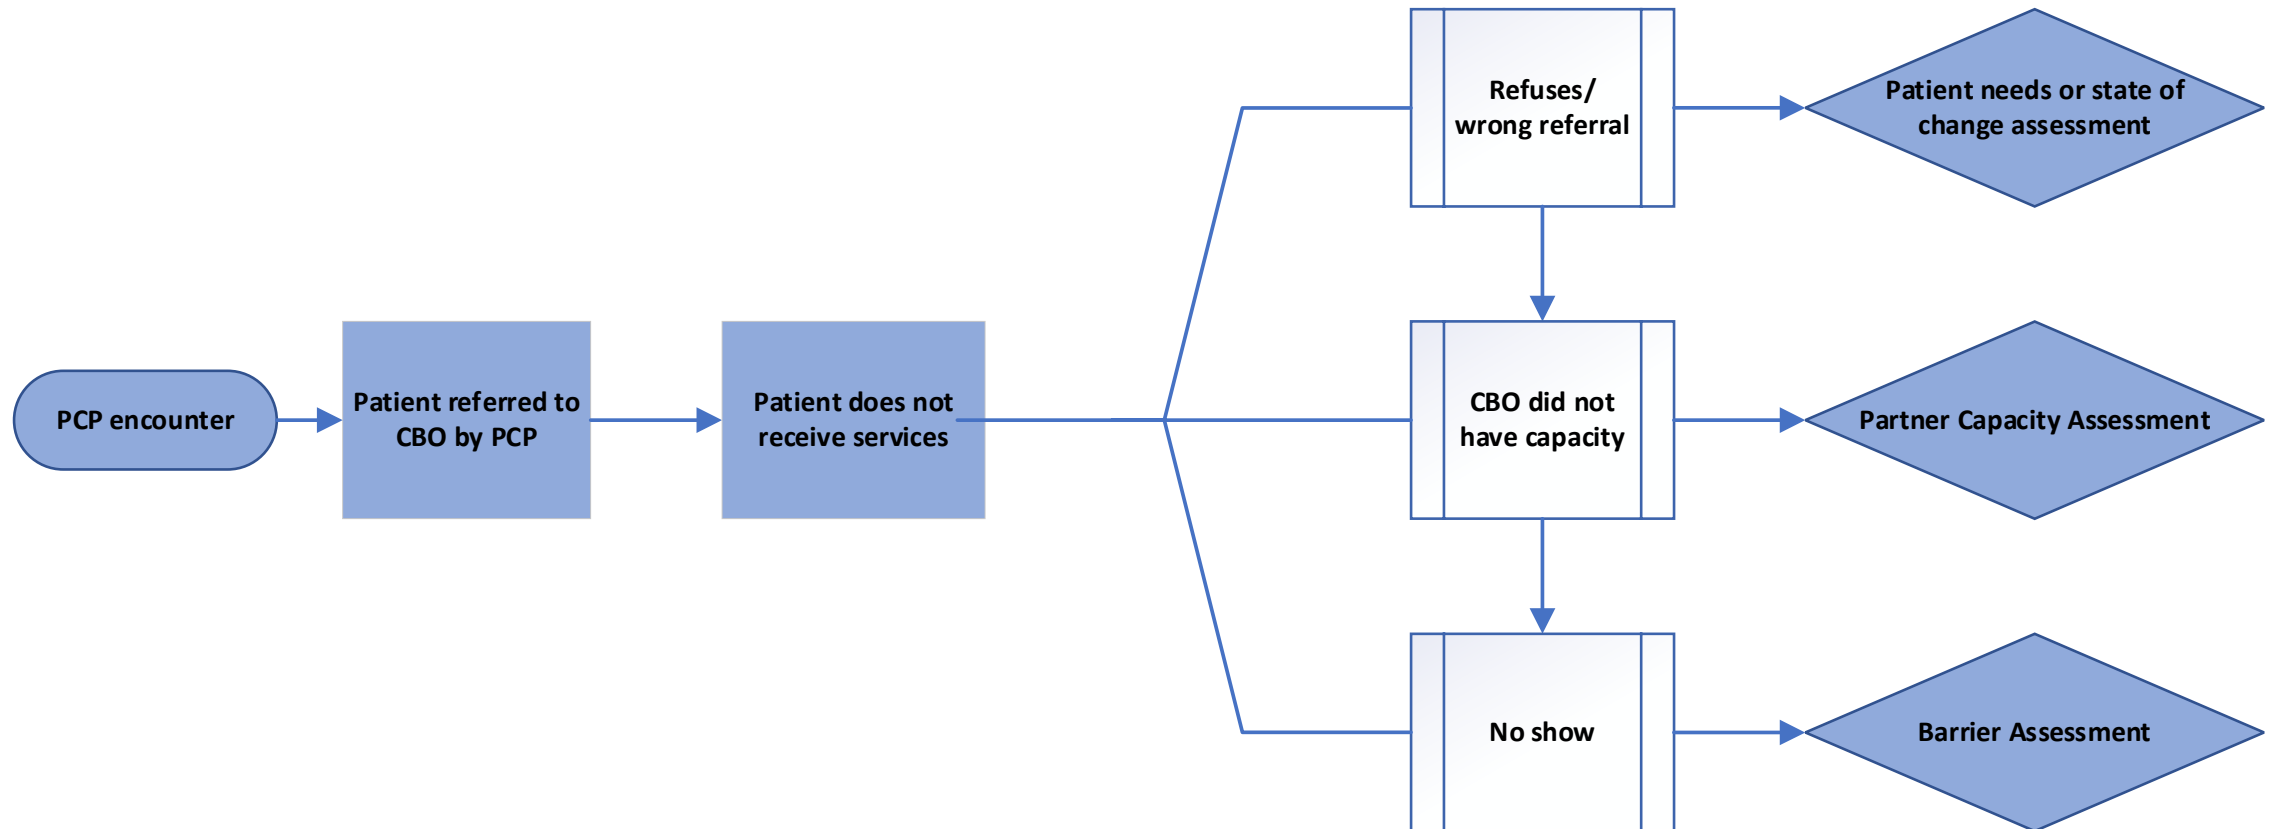 PCP encounter
Patient referred to
CBO by PCP
Patient does not
receive services
Refuses/
wrong referral
Patient needs or state of
change assessment
CBO did not
have capacity
Partner Capacity Assessment
No show
Barrier Assessment